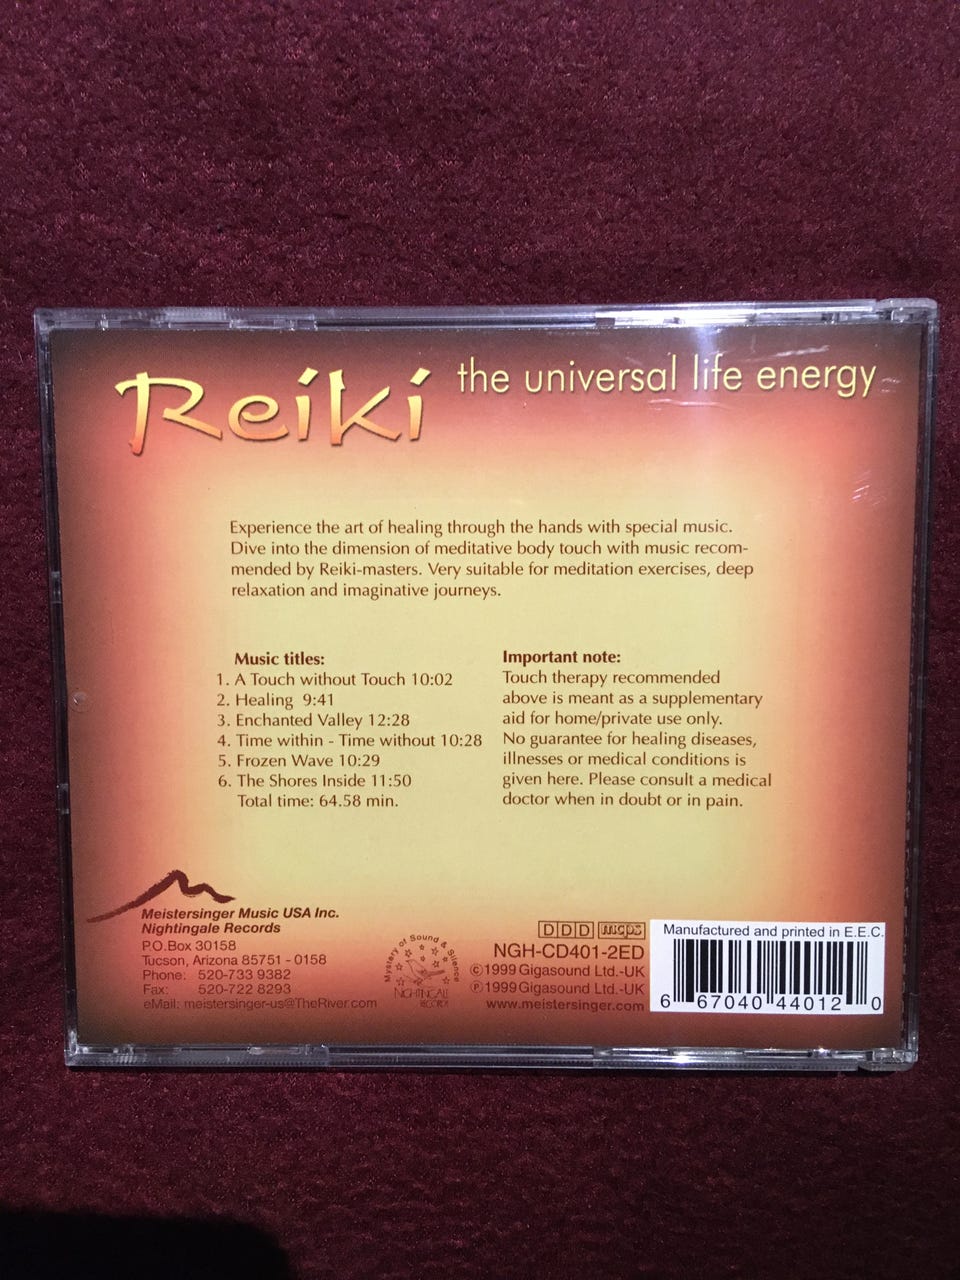 Reiki the universal life energy
Experience the art of healing through the hands with special music.
Dive into the dimension of meditative body touch with music recom-
mended by Reiki-masters. Very suitable for meditation exercises, deep
relaxation and imaginative journeys.
Music titles:
1. A Touch without Touch 10:02
2. Healing 9:41
3. Enchanted Valley 12:28
4. Time within - Time without 10:28
5. Frozen Wave 10:29
6. The Shores Inside 11:50
Total time: 64.58 min.
Important note:
Touch therapy recommended
above is meant as a supplementary
aid for home/private use only.
No guarantee for healing diseases,
illnesses or medical conditions is
given here. Please consult a medical
doctor when in doubt or in pain.
Meistersinger Music USA Inc.
Nightingale Records
P.O.Box 30158
Tucson, Arizona 85751 - 0158
Phone: 520-733 9382
Fax: 520-722 8293
eMail: meistersinger-us@TheRiver.com
Mystery of Sound & Silence
NIGHTINGALE
RECORDS
DDD mcps
NGH-CD401-2ED
©1999 Gigasound Ltd.-UK
℗1999 Gigasound Ltd.-UK
www.meistersinger.com
Manufactured and printed in E.E.C.
6 67040 44012 0